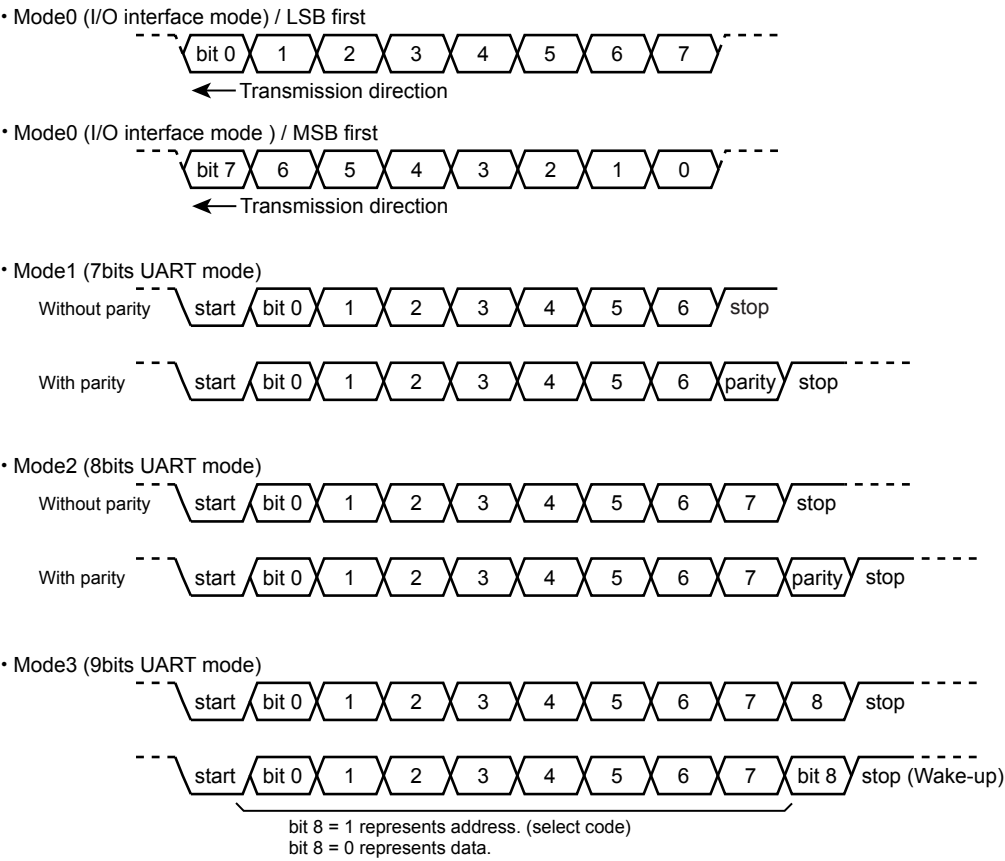 ・Mode0 (I/O interface mode) / LSB first
bit 0 1 2 3 4 5 6 7
Transmission direction
・Mode0 (I/O interface mode ) / MSB first
bit 7 6 5 4 3 2 1 0
Transmission direction
・Mode1 (7bits UART mode)
Without parity start bit 0 1 2 3 4 5 6 stop
With parity start bit 0 1 2 3 4 5 6 parity stop
・Mode2 (8bits UART mode)
Without parity start bit 0 1 2 3 4 5 6 7 stop
With parity start bit 0 1 2 3 4 5 6 7 parity stop
・Mode3 (9bits UART mode)
start bit 0 1 2 3 4 5 6 7 8 stop
start bit 0 1 2 3 4 5 6 7 bit 8 stop (Wake-up)
bit 8 = 1 represents address. (select code)
bit 8 = 0 represents data.